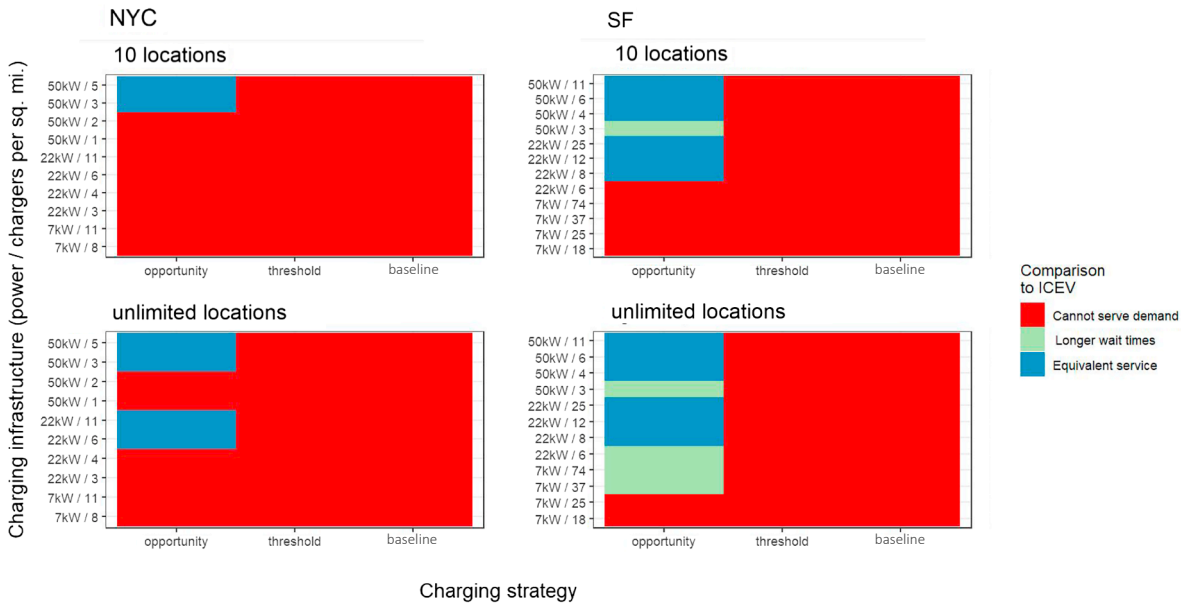 NYC
SF
10 locations
10 locations
Charging infrastructure (power / chargers per sq. mi.)
50kW / 5
50kW / 3
50kW / 2
50kW / 1
22kW / 11
22kW / 6
22kW / 4
22kW / 3
7kW / 11
7kW / 8
opportunity
threshold
baseline
50kW / 11
50kW / 6
50kW / 4
50kW / 3
22kW / 25
22kW / 12
22kW / 8
22kW / 6
7kW / 74
7kW / 37
7kW / 25
7kW / 18
opportunity
threshold
baseline
unlimited locations
unlimited locations
50kW / 5
50kW / 3
50kW / 2
50kW / 1
22kW / 11
22kW / 6
22kW / 4
22kW / 3
7kW / 11
7kW / 8
opportunity
threshold
baseline
50kW / 11
50kW / 6
50kW / 4
50kW / 3
22kW / 25
22kW / 12
22kW / 8
22kW / 6
7kW / 74
7kW / 37
7kW / 25
7kW / 18
opportunity
threshold
baseline
Comparison
to ICEV
Cannot serve demand
Longer wait times
Equivalent service
Charging strategy